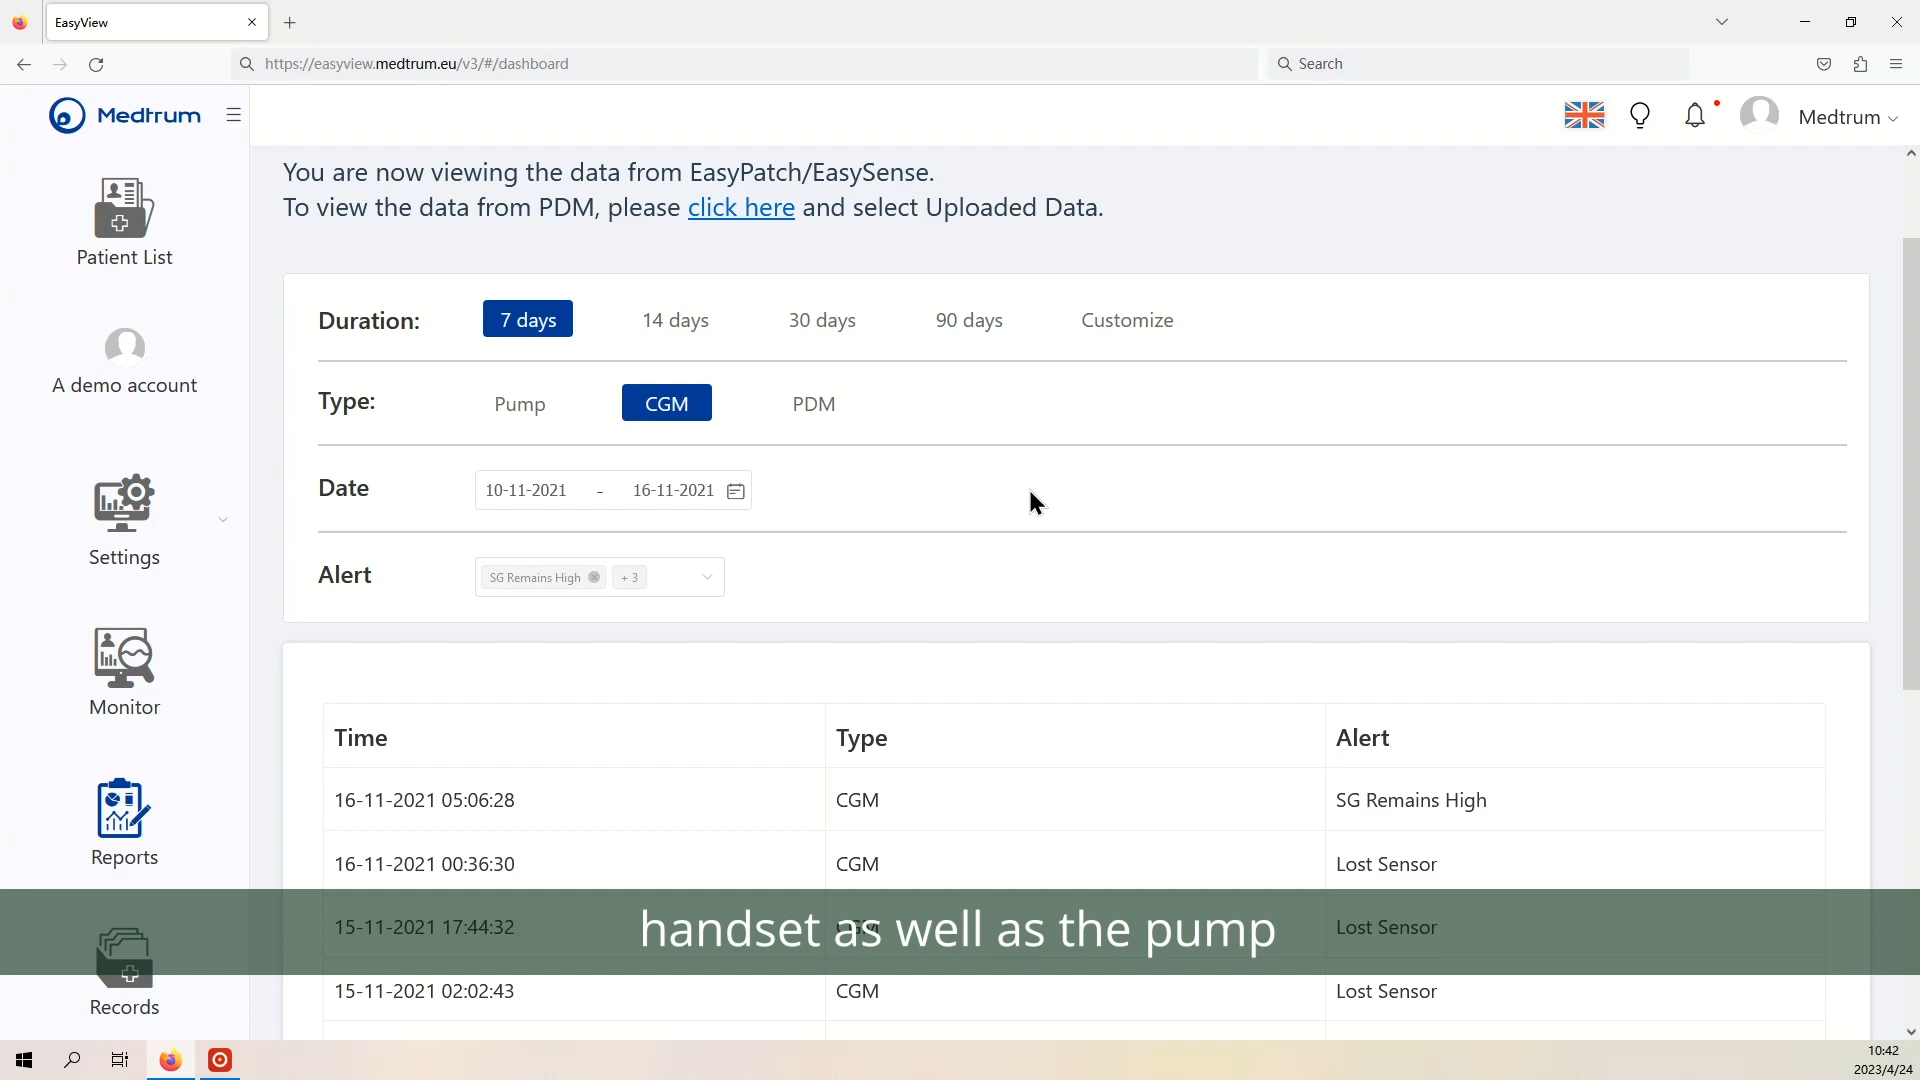 EasyView
https://easyview.medtrum.eu/v3/#/dashboard
Search
Medtrum
Medtrum
You are now viewing the data from EasyPatch/EasySense.
To view the data from PDM, please click here and select Uploaded Data.
Patient List
A demo account
Settings
Monitor
Reports
Records
Duration: 7 days 14 days 30 days 90 days Customize
Type: Pump CGM PDM
Date 10-11-2021 - 16-11-2021
Alert SG Remains High + 3
Time Type Alert
16-11-2021 05:06:28 CGM SG Remains High
16-11-2021 00:36:30 CGM Lost Sensor
15-11-2021 17:44:32 CGM Lost Sensor
handset as well as the pump
15-11-2021 02:02:43 CGM Lost Sensor
10:42
2023/4/24